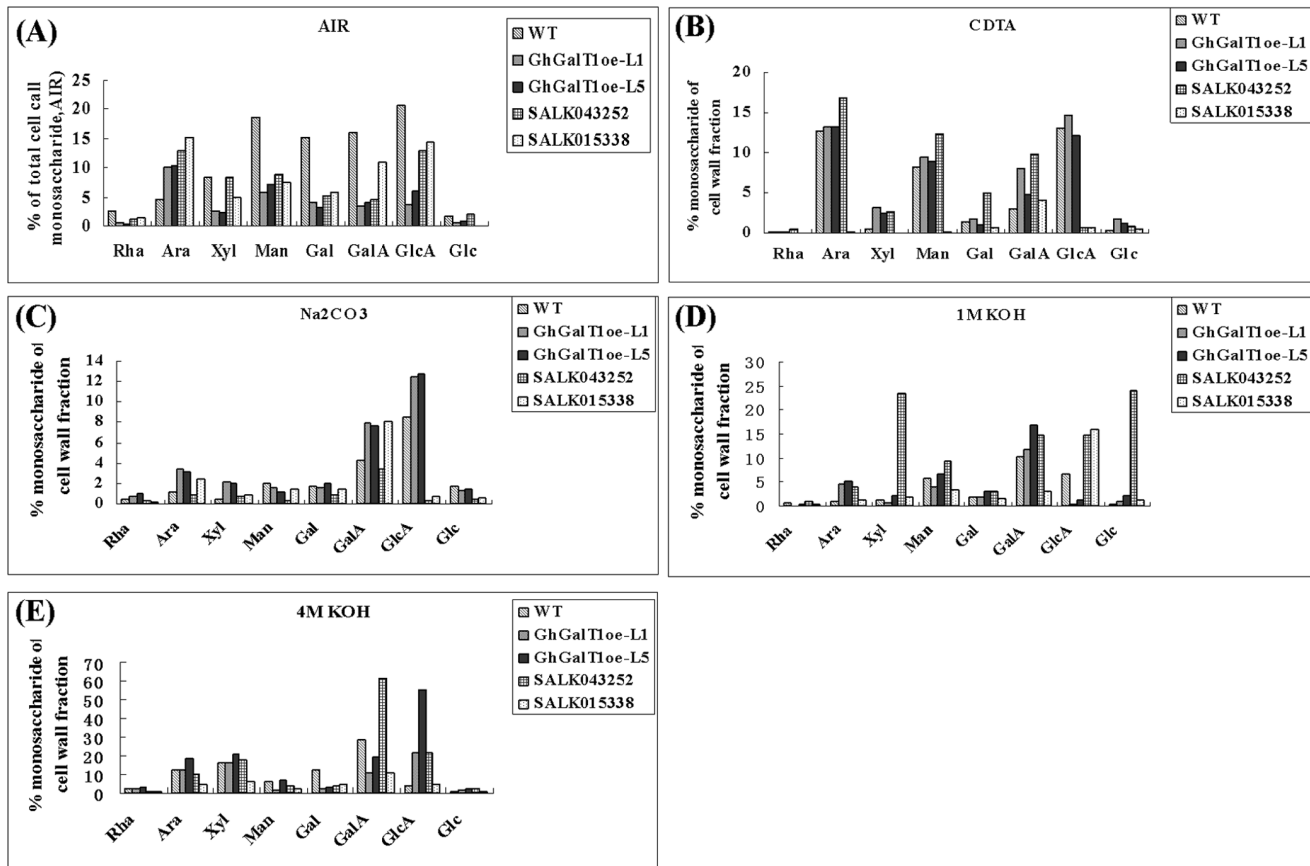 (A)
AIR
% of total cell call
monosaccharide,AIR)
25
20
15
10
5
0
Rha Ara Xyl Man Gal GalA GlcA Glc
WT
GhGalT1oe-L1
GhGalT1oe-L5
SALK043252
SALK015338
(B)
CDTA
% monosaccharide of
cell wall fraction
20
15
10
5
0
Rha Ara Xyl Man Gal GalA GlcA Glc
WT
GhGalT1oe-L1
GhGalT1oe-L5
SALK043252
SALK015338
(C)
Na2CO3
% monosaccharide of
cell wall fraction
14
12
10
8
6
4
2
0
Rha Ara Xyl Man Gal GalA GlcA Glc
WT
GhGalT1oe-L1
GhGalT1oe-L5
SALK043252
SALK015338
(D)
1M KOH
% monosaccharide of
cell wall fraction
30
25
20
15
10
5
0
Rha Ara Xyl Man Gal GalA GlcA Glc
WT
GhGalT1oe-L1
GhGalT1oe-L5
SALK043252
SALK015338
(E)
4M KOH
% monosaccharide of
cell wall fraction
70
60
50
40
30
20
10
0
Rha Ara Xyl Man Gal GalA GlcA Glc
WT
GhGalT1oe-L1
GhGalT1oe-L5
SALK043252
SALK015338